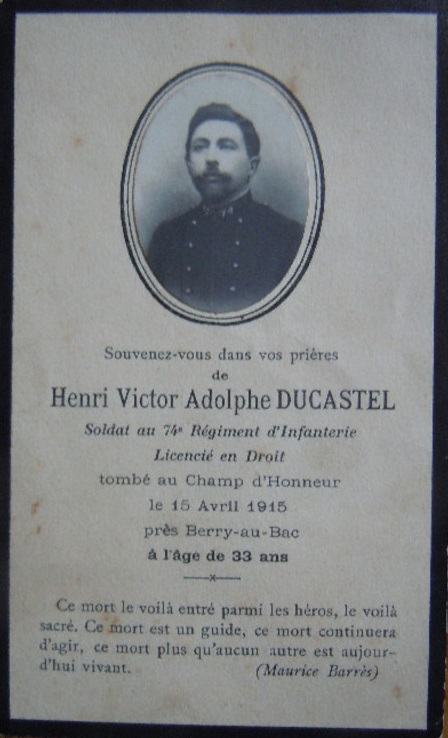 Souvenez-vous dans vos prières
de
Henri Victor Adolphe DUCASTEL
Soldat au 74e Régiment d'Infanterie
Licencié en Droit
tombé au Champ d'Honneur
le 15 Avril 1915
près Berry-au-Bac
à l'âge de 33 ans
Ce mort le voilà entré parmi les héros, le voilà
sacré. Ce mort est un guide, ce mort continuera
d'agir, ce mort plus qu'aucun autre est aujour-
d'hui vivant. (Maurice Barrès)